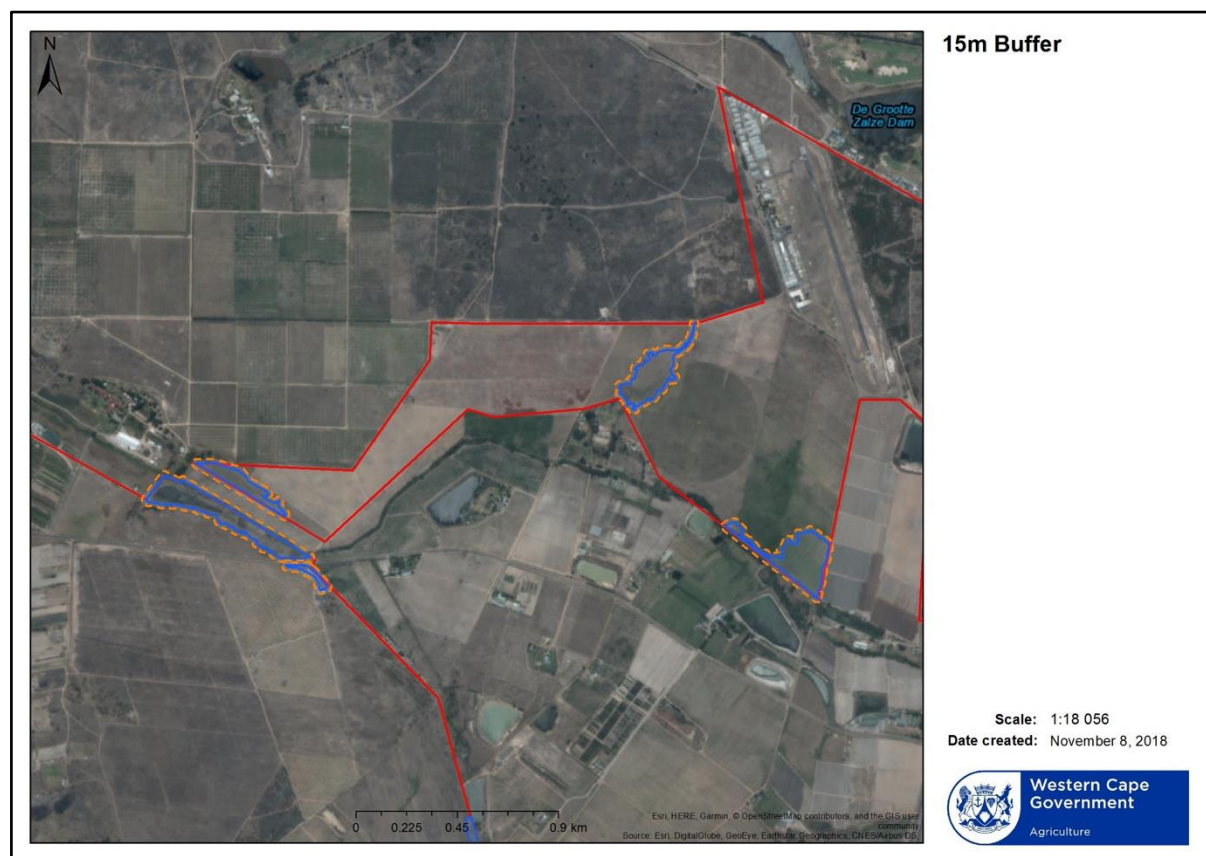 15m Buffer
N
De Grootte
Zalze Dam
Scale: 1:18 056
Date created: November 8, 2018
Western Cape
Government
Agriculture
0 0.225 0.45 0.9 km
Esri, HERE, Garmin, © OpenStreetMap contributors, and the GIS user
community
Source: Esri, DigitalGlobe, GeoEye, Earthstar Geographics, CNES/Airbus DS,